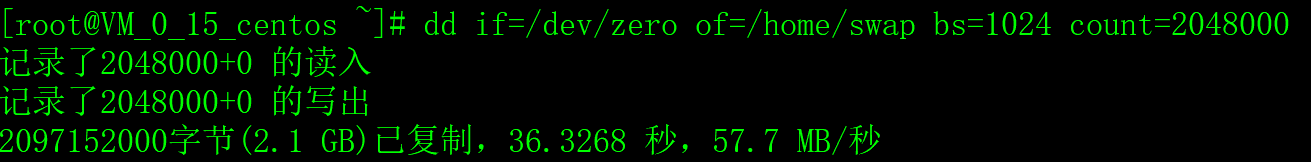 [root@VM_0_15_centos ~]# dd if=/dev/zero of=/home/swap bs=1024 count=2048000
记录了2048000+0 的读入
记录了2048000+0 的写出
2097152000字节(2.1 GB)已复制，36.3268 秒，57.7 MB/秒